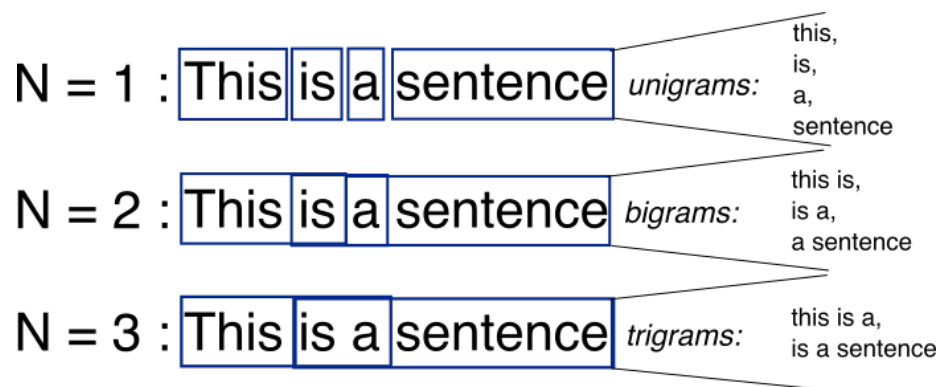 N = 1 : This is a sentence unigrams:
this,
is,
a,
sentence
N = 2 : This is a sentence bigrams:
this is,
is a,
a sentence
N = 3 : This is a sentence trigrams:
this is a,
is a sentence